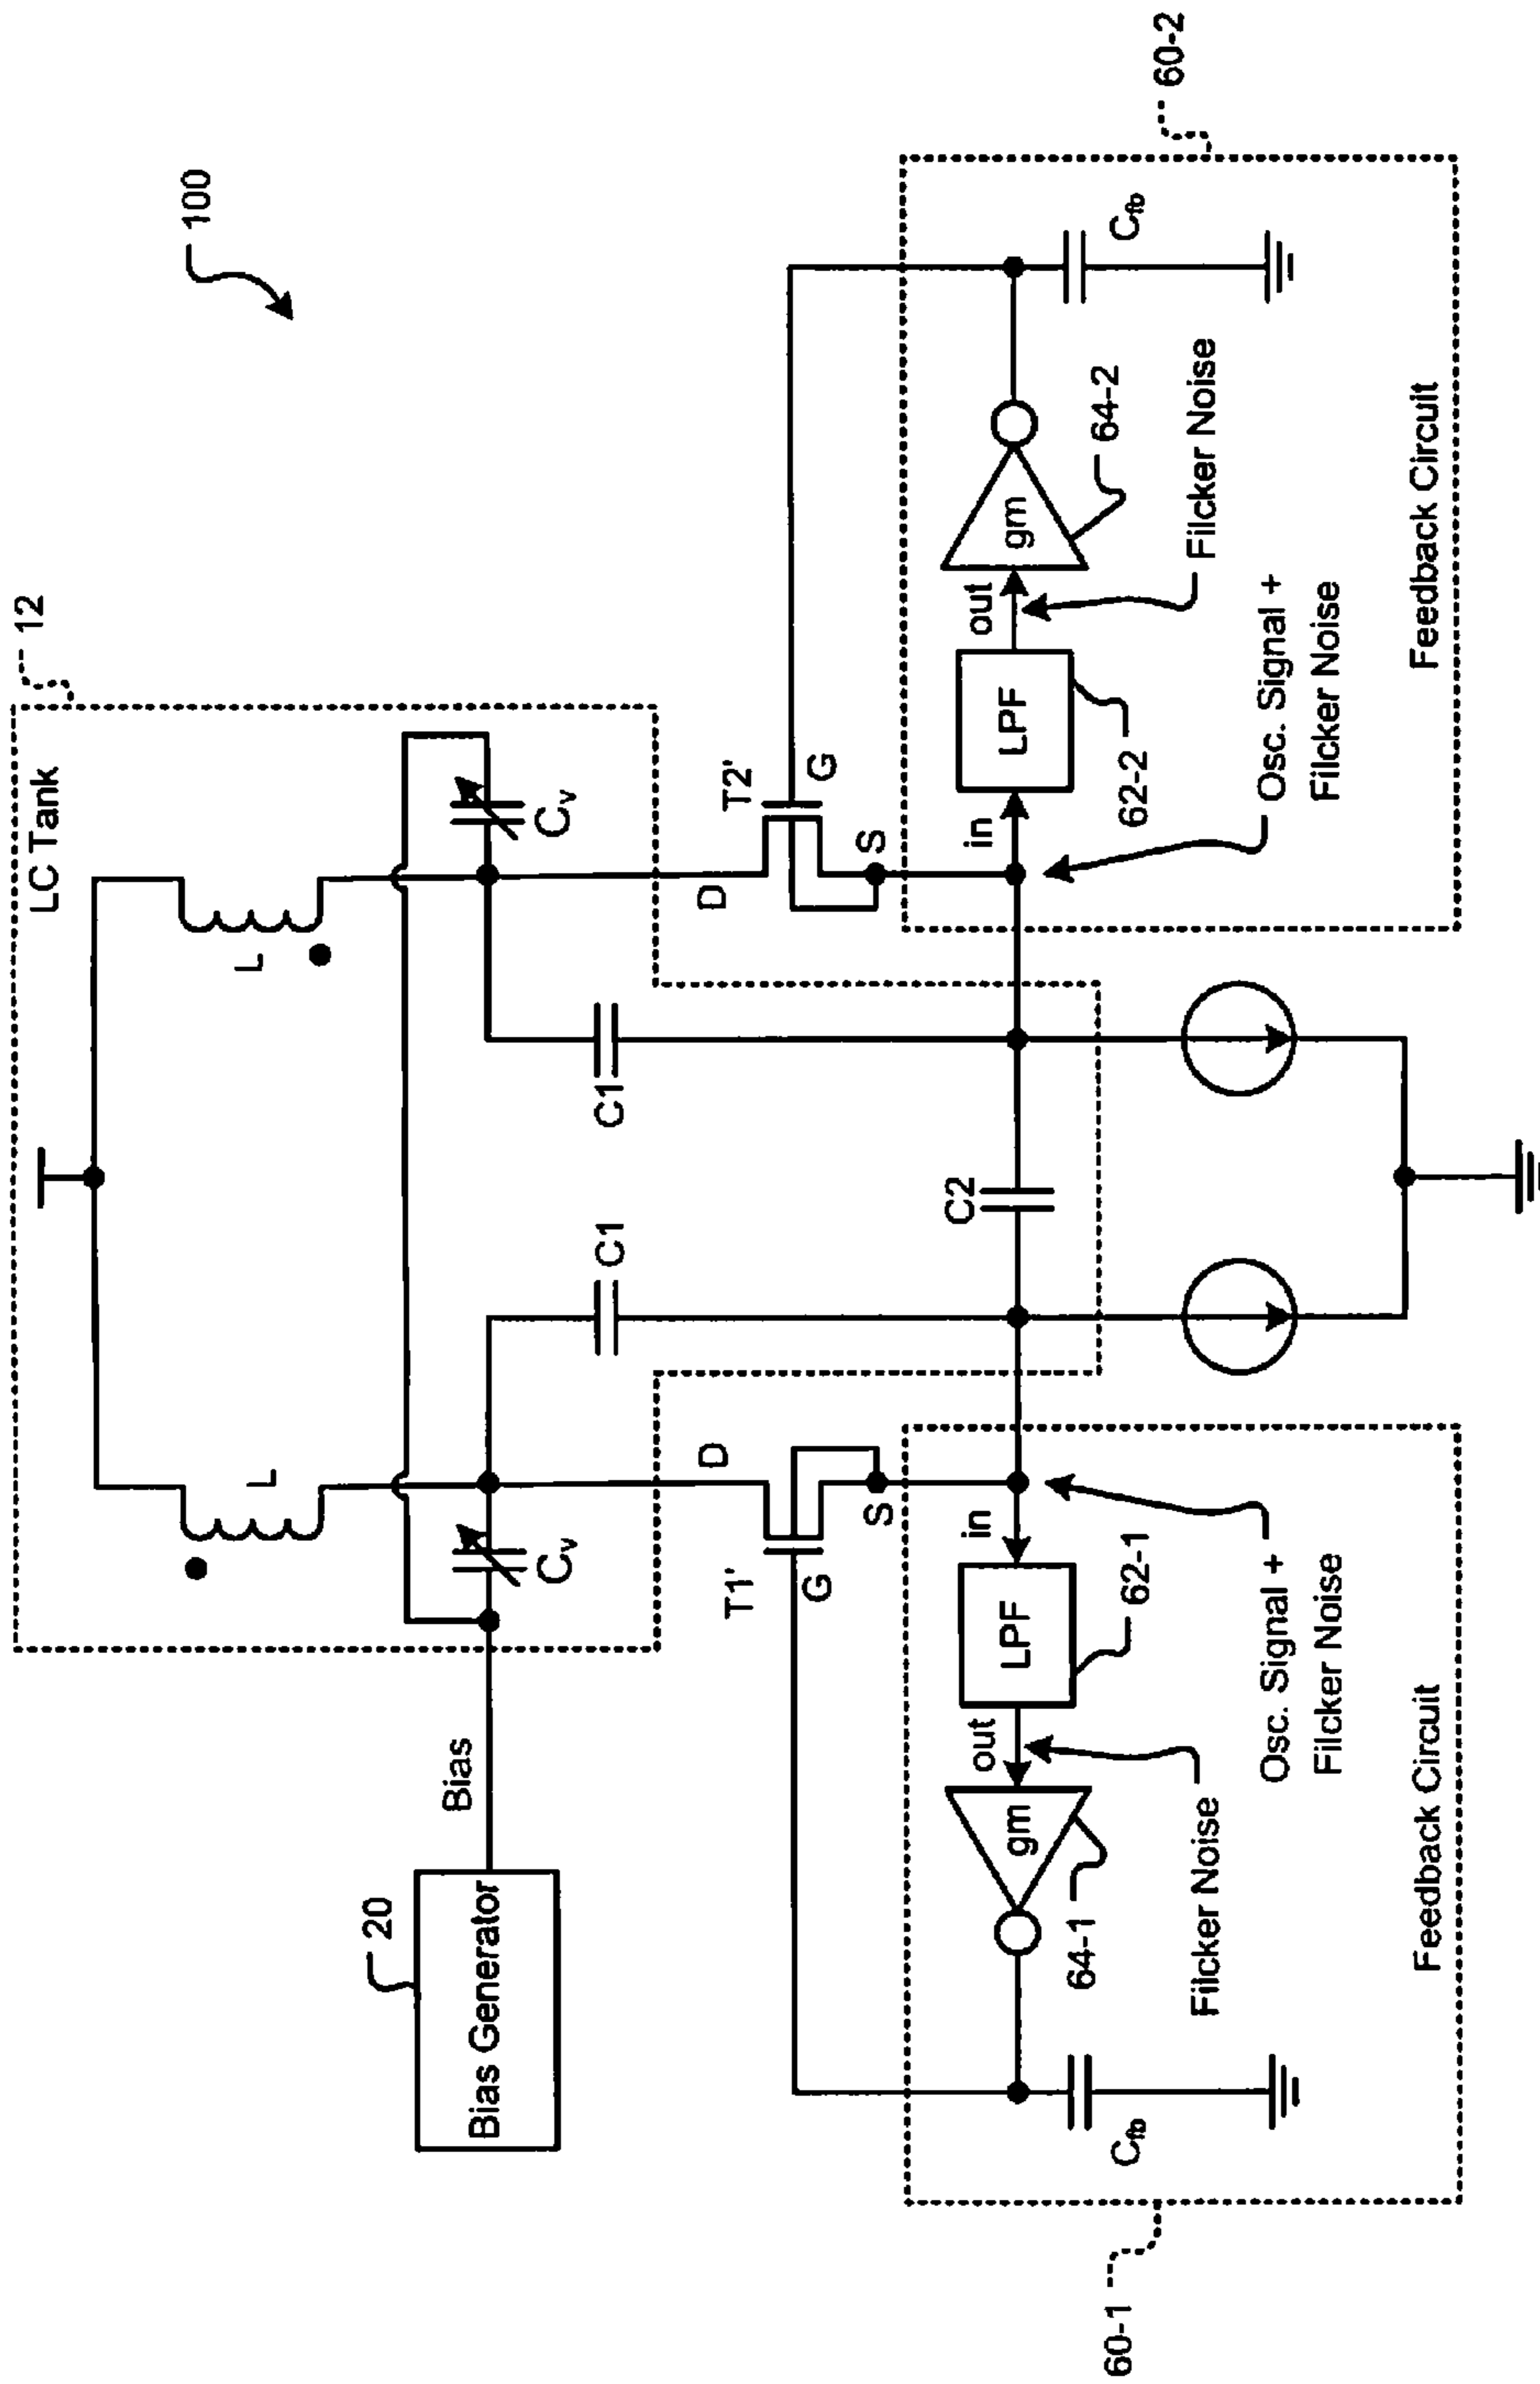 100
12
LC Tank
L
L
Cv
Cv
20
Bias Generator
Bias
C1
C1
D
D
T1'
T2'
G
G
S
S
C2
60-1
60-2
in
in
LPF
LPF
out
out
gm
gm
62-1
62-2
64-1
64-2
Cfb
Cfb
Filcker Noise
Filcker Noise
Osc. Signal +
Filcker Noise
Osc. Signal +
Filcker Noise
Feedback Circuit
Feedback Circuit